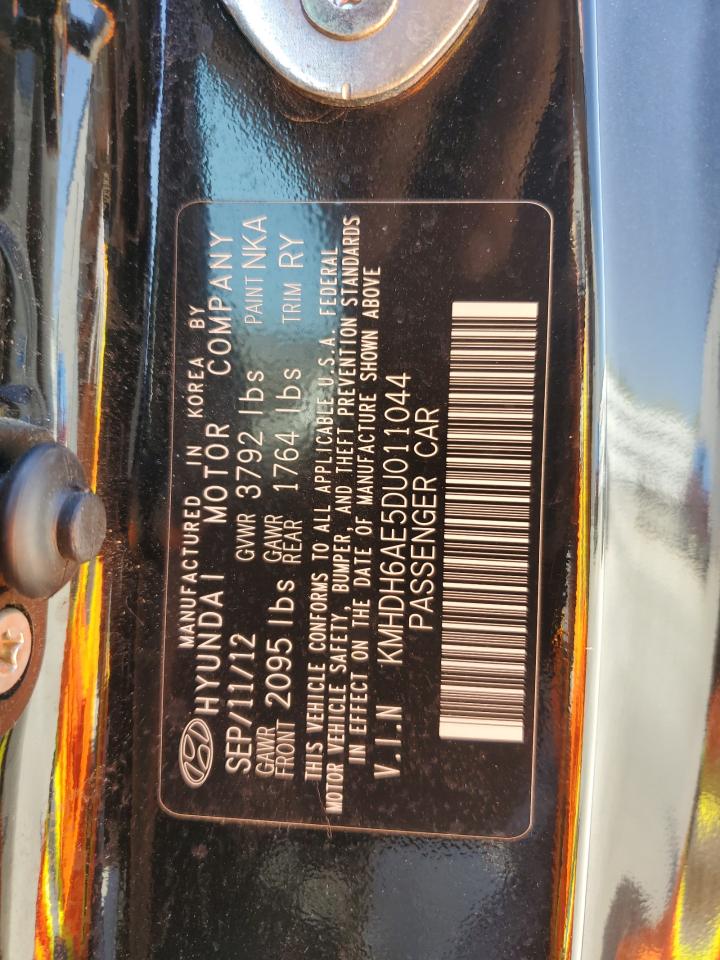 MANUFACTURED IN KOREA BY
HYUNDAI MOTOR COMPANY
SEP/11/12 GVWR 3792 lbs PAINT NKA
GAWR FRONT 2095 lbs GAWR REAR 1764 lbs TRIM RY
THIS VEHICLE CONFORMS TO ALL APPLICABLE U.S.A. FEDERAL
MOTOR VEHICLE SAFETY, BUMPER, AND THEFT PREVENTION STANDARDS
IN EFFECT ON THE DATE OF MANUFACTURE SHOWN ABOVE
V.I.N KMHDH6AE5DU011044
PASSENGER CAR